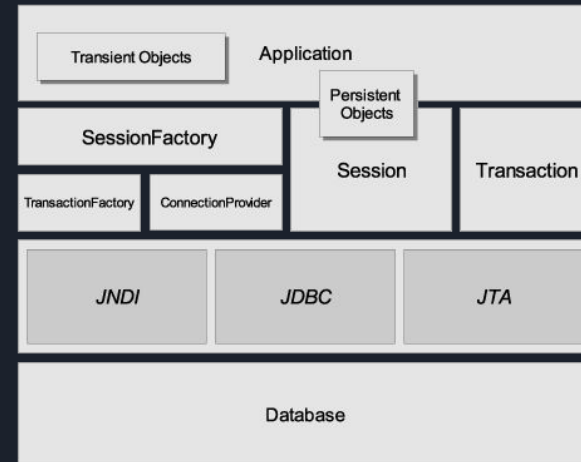 Transient Objects
Application
Persistent
Objects
SessionFactory
Session
Transaction
TransactionFactory
ConnectionProvider
JNDI
JDBC
JTA
Database